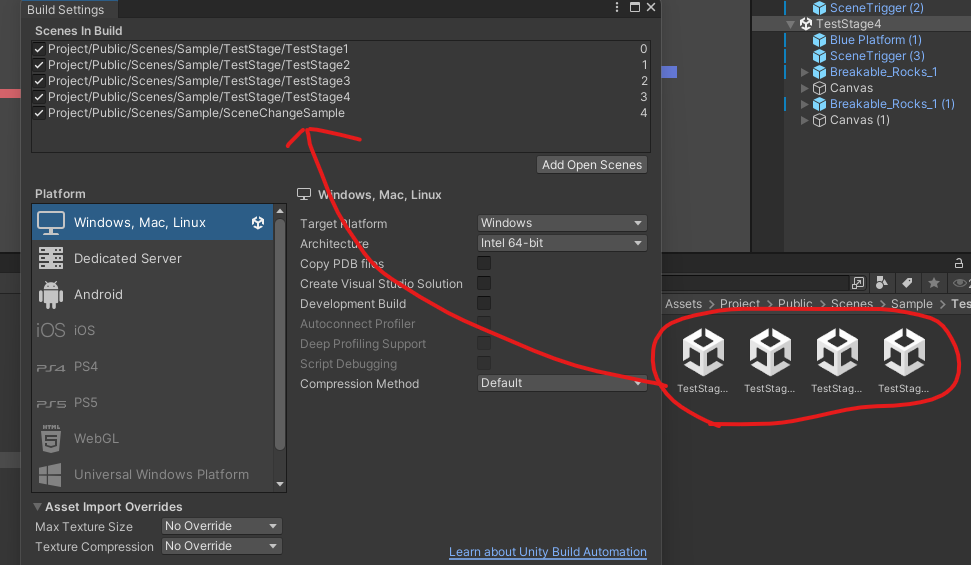 Build Settings
Scenes In Build
Project/Public/Scenes/Sample/TestStage/TestStage1 0
Project/Public/Scenes/Sample/TestStage/TestStage2 1
Project/Public/Scenes/Sample/TestStage/TestStage3 2
Project/Public/Scenes/Sample/TestStage/TestStage4 3
Project/Public/Scenes/Sample/SceneChangeSample 4
Add Open Scenes
Platform
Windows, Mac, Linux
Dedicated Server
Android
iOS iOS
PS4 PS4
PS5 PS5
HTML 5 WebGL
Universal Windows Platform
Windows, Mac, Linux
Target Platform Windows
Architecture Intel 64-bit
Copy PDB files
Create Visual Studio Solution
Development Build
Autoconnect Profiler
Deep Profiling Support
Script Debugging
Compression Method Default
Asset Import Overrides
Max Texture Size No Override
Texture Compression No Override
Learn about Unity Build Automation
SceneTrigger (2)
TestStage4
Blue Platform (1)
SceneTrigger (3)
Breakable_Rocks_1
Canvas
Breakable_Rocks_1 (1)
Canvas (1)
Assets > Project > Public > Scenes > Sample > Tes
TestStag... TestStag... TestStag... TestStag...